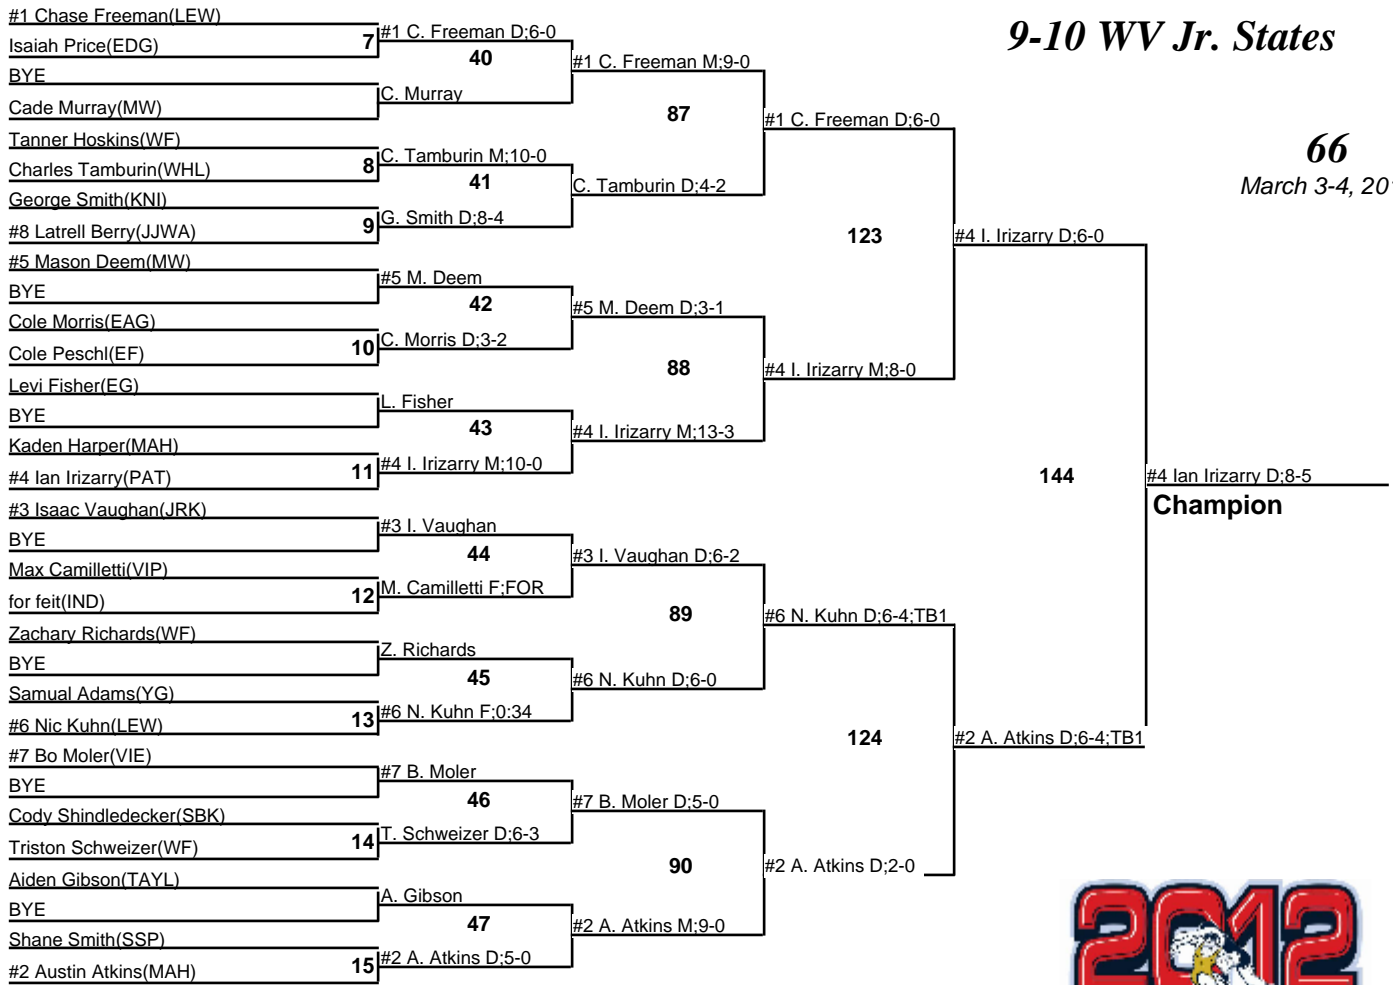 9-10 WV Jr. States
66
March 3-4, 201
#1 Chase Freeman(LEW)
Isaiah Price(EDG)
BYE
Cade Murray(MW)
Tanner Hoskins(WF)
Charles Tamburin(WHL)
George Smith(KNI)
#8 Latrell Berry(JJWA)
#5 Mason Deem(MW)
BYE
Cole Morris(EAG)
Cole Peschl(EF)
Levi Fisher(EG)
BYE
Kaden Harper(MAH)
#4 Ian Irizarry(PAT)
#3 Isaac Vaughan(JRK)
BYE
Max Camilletti(VIP)
for feit(IND)
Zachary Richards(WF)
BYE
Samual Adams(YG)
#6 Nic Kuhn(LEW)
#7 Bo Moler(VIE)
BYE
Cody Shindledecker(SBK)
Triston Schweizer(WF)
Aiden Gibson(TAYL)
BYE
Shane Smith(SSP)
#2 Austin Atkins(MAH)
7
8
9
10
11
12
13
14
15
#1 C. Freeman D;6-0
40
C. Murray
C. Tamburin M;10-0
41
G. Smith D;8-4
#5 M. Deem
42
C. Morris D;3-2
L. Fisher
43
#4 I. Irizarry M;10-0
#3 I. Vaughan
44
M. Camilletti F;FOR
Z. Richards
45
#6 N. Kuhn F;0:34
#7 B. Moler
46
T. Schweizer D;6-3
A. Gibson
47
#2 A. Atkins D;5-0
#1 C. Freeman M;9-0
87
C. Tamburin D;4-2
#5 M. Deem D;3-1
88
#4 I. Irizarry M;13-3
#3 I. Vaughan D;6-2
89
#6 N. Kuhn D;6-0
#7 B. Moler D;5-0
90
#2 A. Atkins M;9-0
#1 C. Freeman D;6-0
123
#4 I. Irizarry M;8-0
#6 N. Kuhn D;6-4;TB1
124
#2 A. Atkins D;2-0
#4 I. Irizarry D;6-0
144
#2 A. Atkins D;6-4;TB1
#4 Ian Irizarry D;8-5
Champion
2012